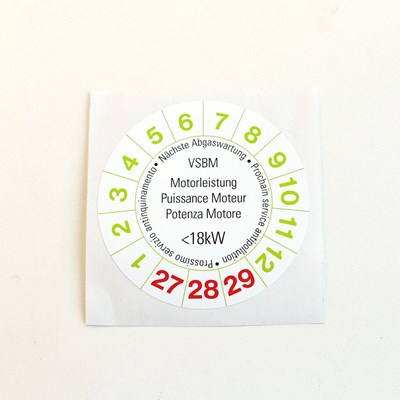 1 2 3 4 5 6 7 8 9 10 11 12
27 28 29
• Nächste Abgaswartung • Prochain service antipollution • Prossimo servizio antinquinamento
VSBM
Motorleistung
Puissance Moteur
Potenza Motore
<18kW